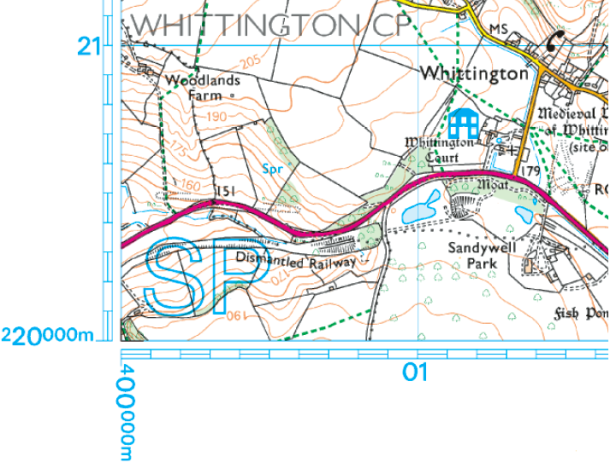 WHITTINGTON CP
MS
21
205
Whittington
Woodlands
Farm
190
Medieval
of Whittin
(site o
175
Whittington
Court
Spr
160
151
179
Moat
Sandywell
Park
Dismantled Railway
SP
170
190
Fish Pon
220000m
01
400000m